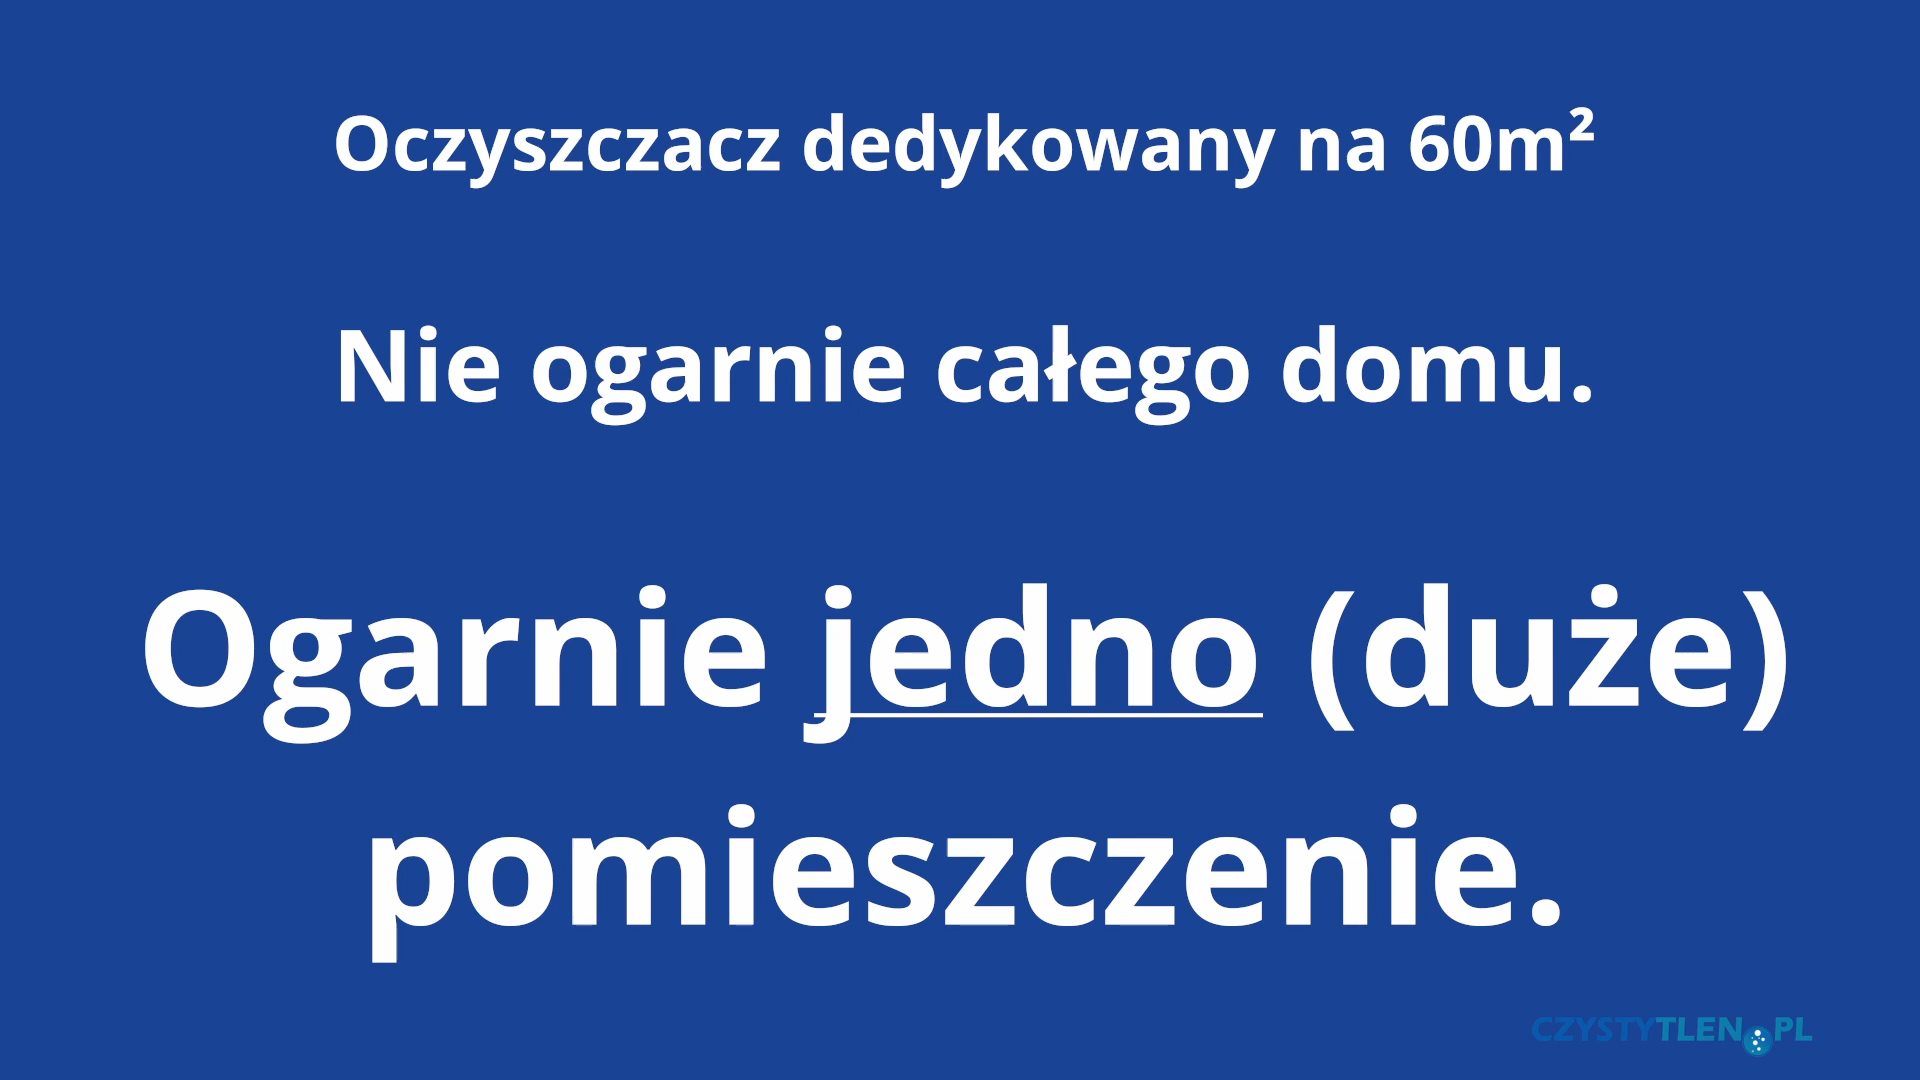 Oczyszczacz dedykowany na 60m²
Nie ogarnie całego domu.
Ogarnie jedno (duże)
pomieszczenie.
CZYSTYTLEN.PL